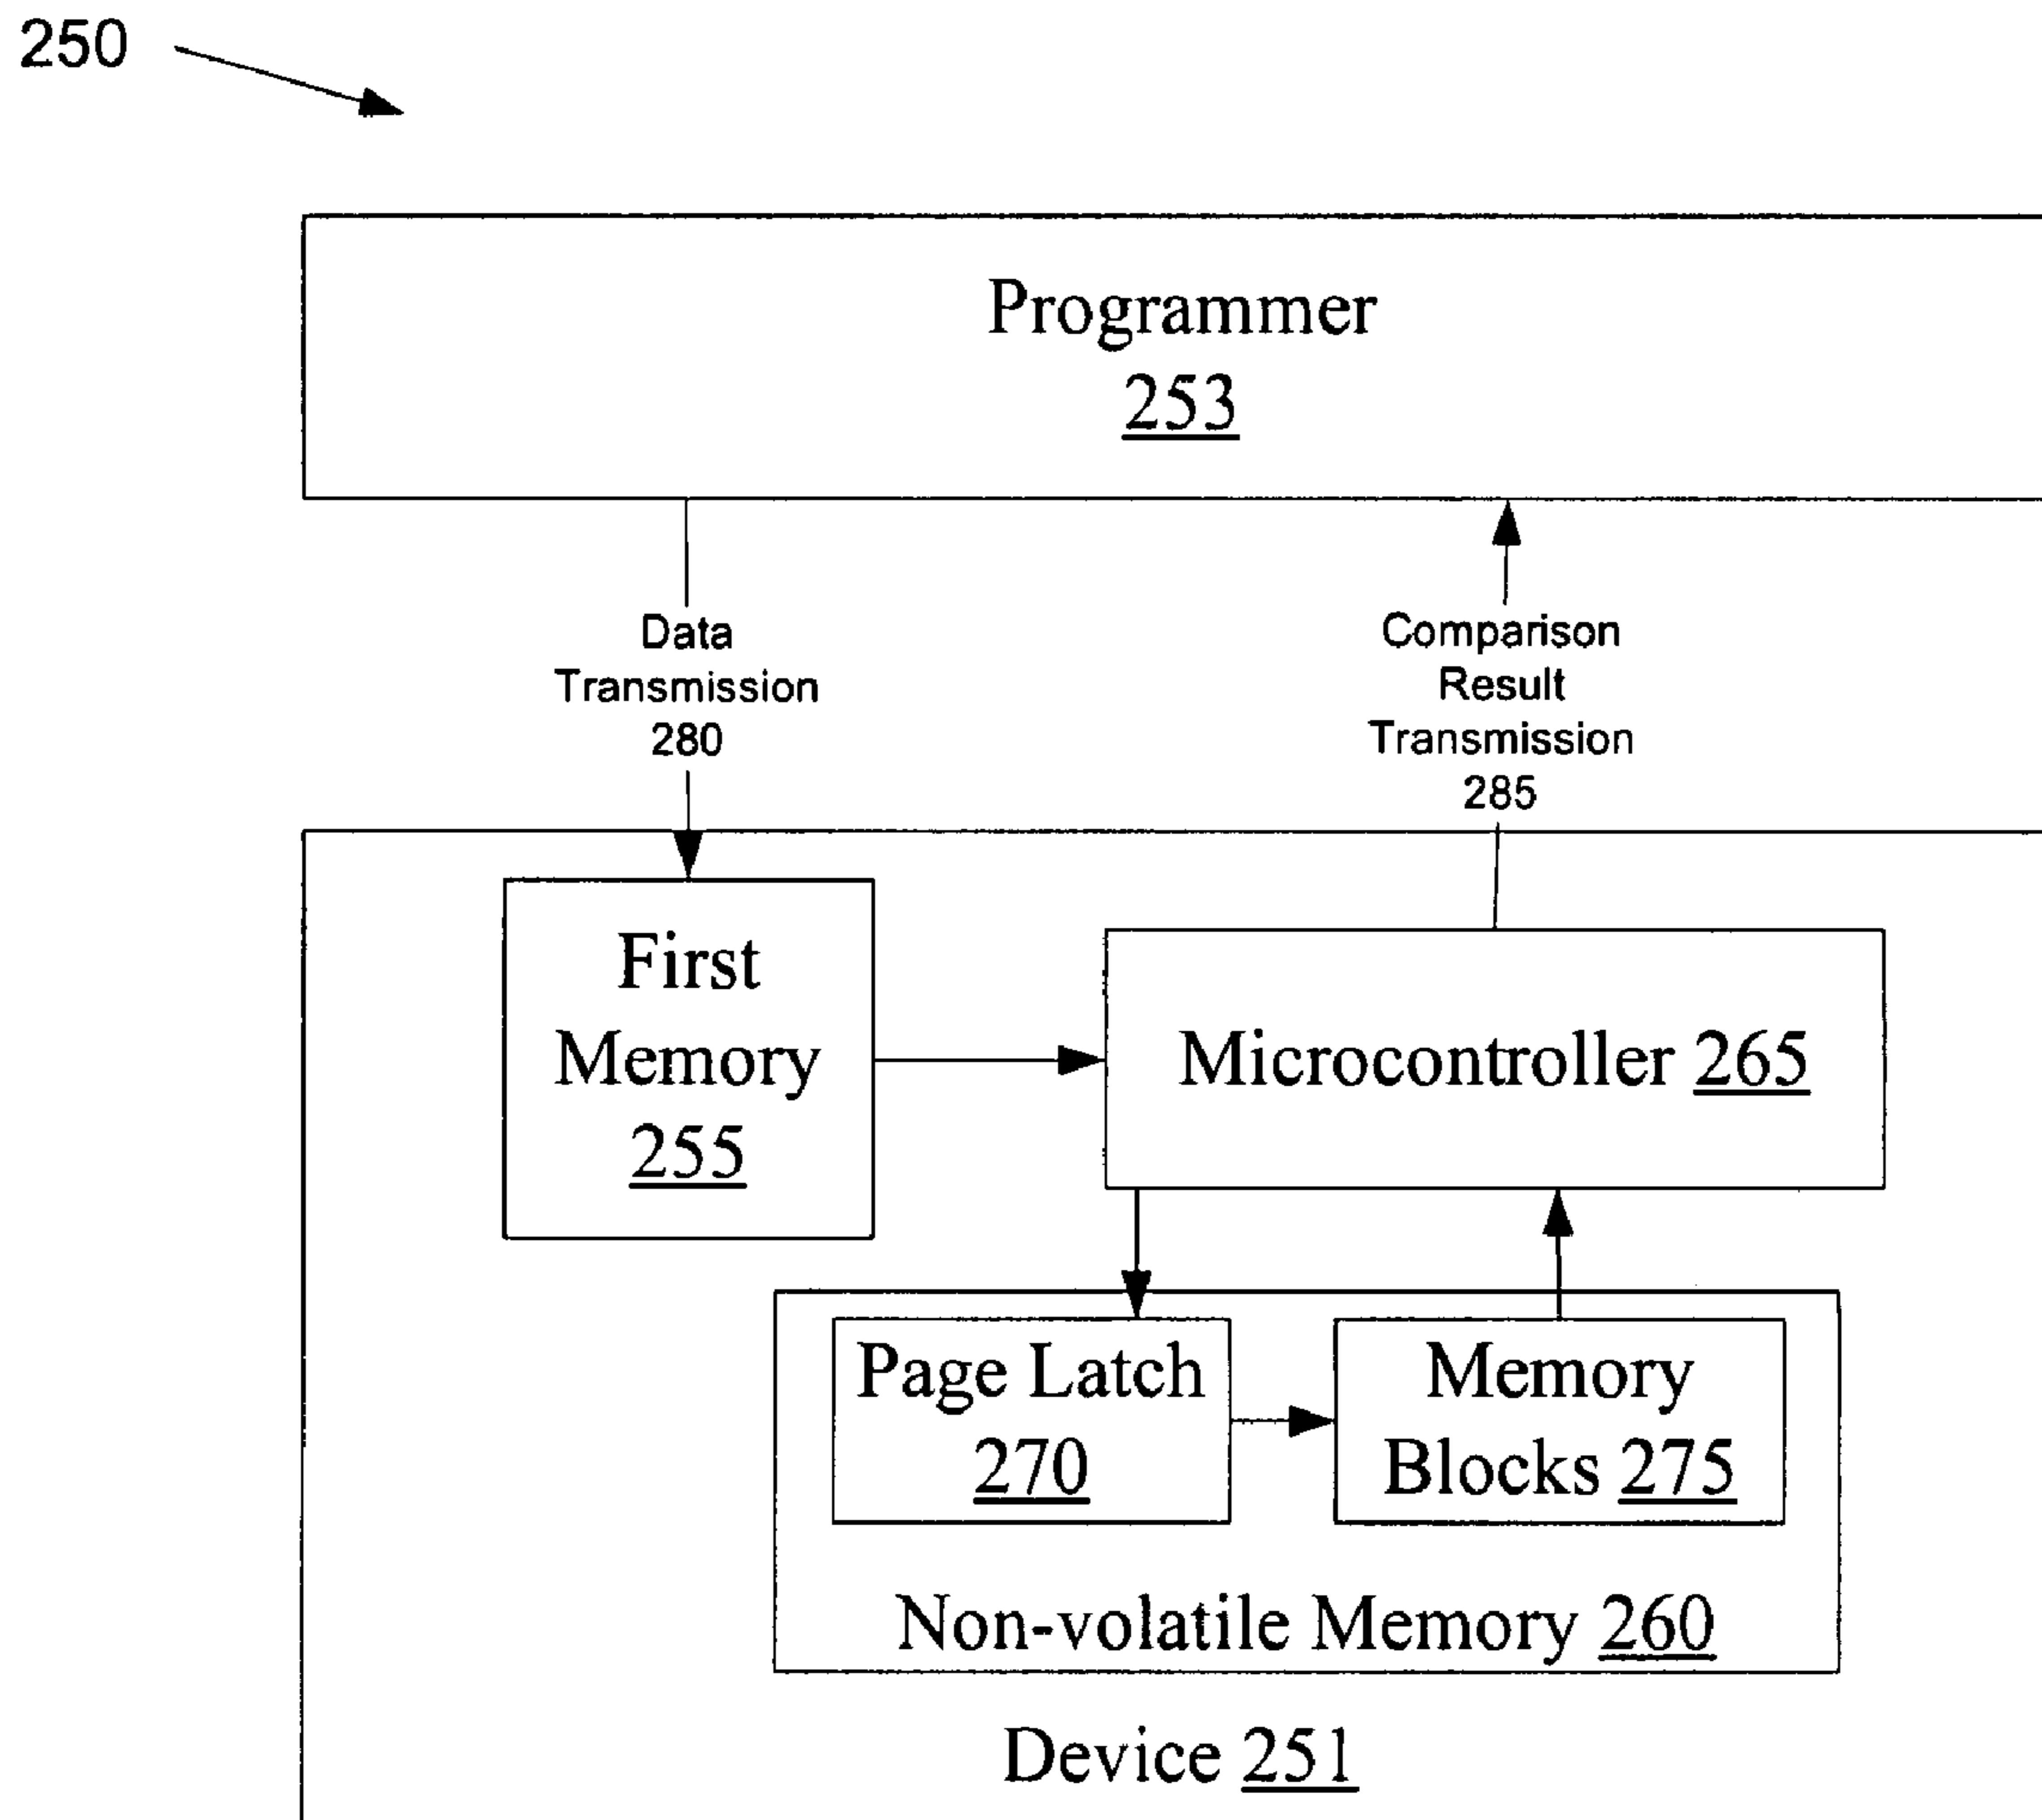 250
Programmer
253
Data
Transmission
280
Comparison
Result
Transmission
285
First
Memory
255
Microcontroller 265
Page Latch
270
Memory
Blocks 275
Non-volatile Memory 260
Device 251